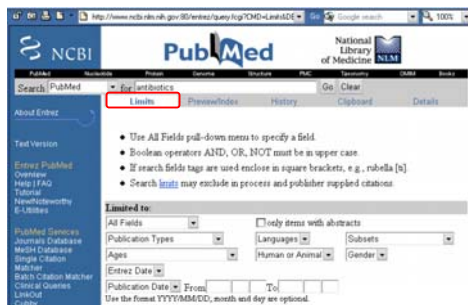 http://www.ncbi.nlm.nih.gov:80/entrez/query.fcgi?CMD=Limits&DE
Go
Google search
100%
NCBI
PubMed
National
Library
of Medicine
NLM
PubMed Nucleotide Protein Genome Structure PMC Taxonomy OMIM Books
Search PubMed for antibiotics Go Clear
Limits Preview/Index History Clipboard Details
About Entrez
Text Version
Entrez PubMed
Overview
Help | FAQ
Tutorial
New/Noteworthy
E-Utilities
PubMed Services
Journals Database
MeSH Database
Single Citation
Matcher
Batch Citation Matcher
Clinical Queries
LinkOut
Cubby
Use All Fields pull-down menu to specify a field.
Boolean operators AND, OR, NOT must be in upper case.
If search fields tags are used enclose in square brackets, e.g., rubella [ti].
Search limits may exclude in process and publisher supplied citations.
Limited to:
All Fields only items with abstracts
Publication Types Languages Subsets
Ages Human or Animal Gender
Entrez Date
Publication Date From To
Use the format YYYY/MM/DD, month and day are optional.